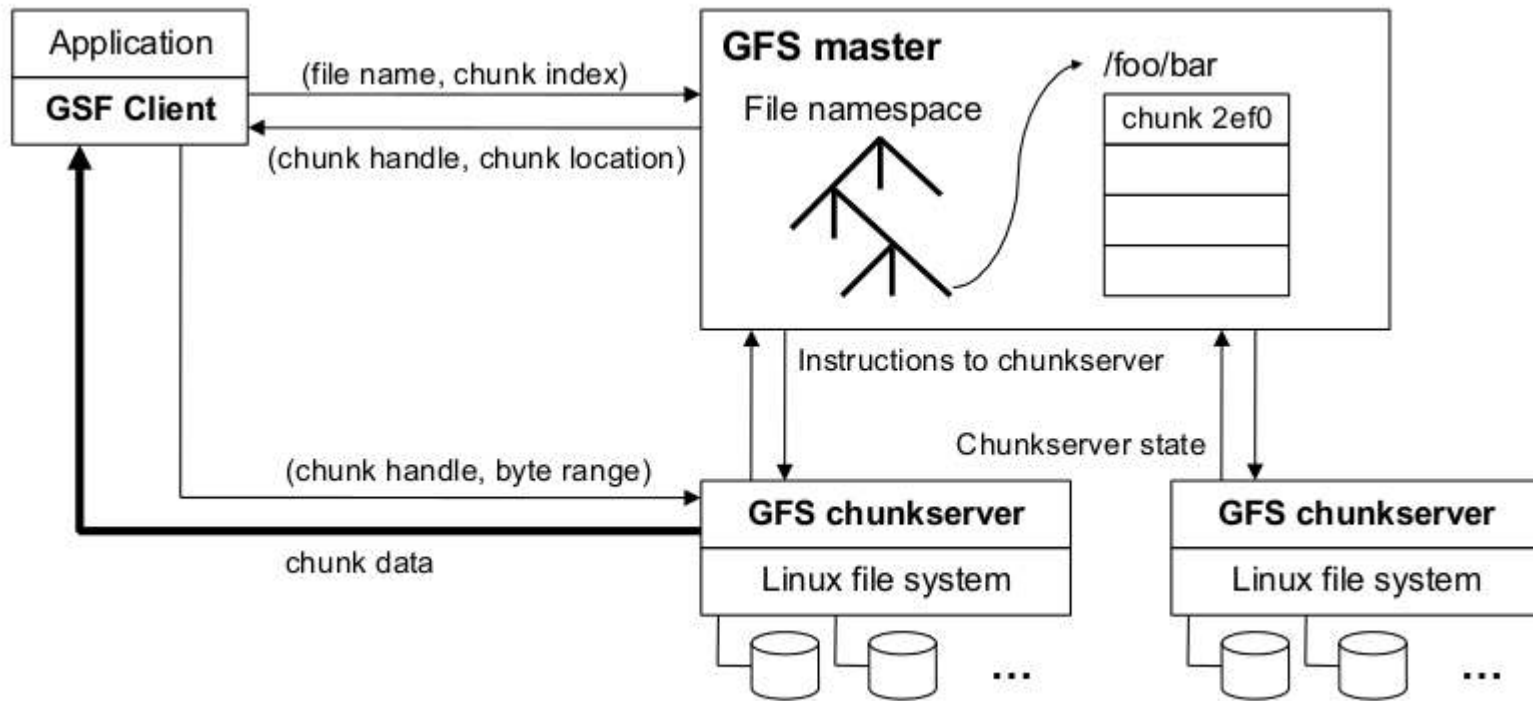 Application
GSF Client
(file name, chunk index)
(chunk handle, chunk location)
GFS master
File namespace
/foo/bar
chunk 2ef0
Instructions to chunkserver
Chunkserver state
(chunk handle, byte range)
chunk data
GFS chunkserver
Linux file system
...
GFS chunkserver
Linux file system
...